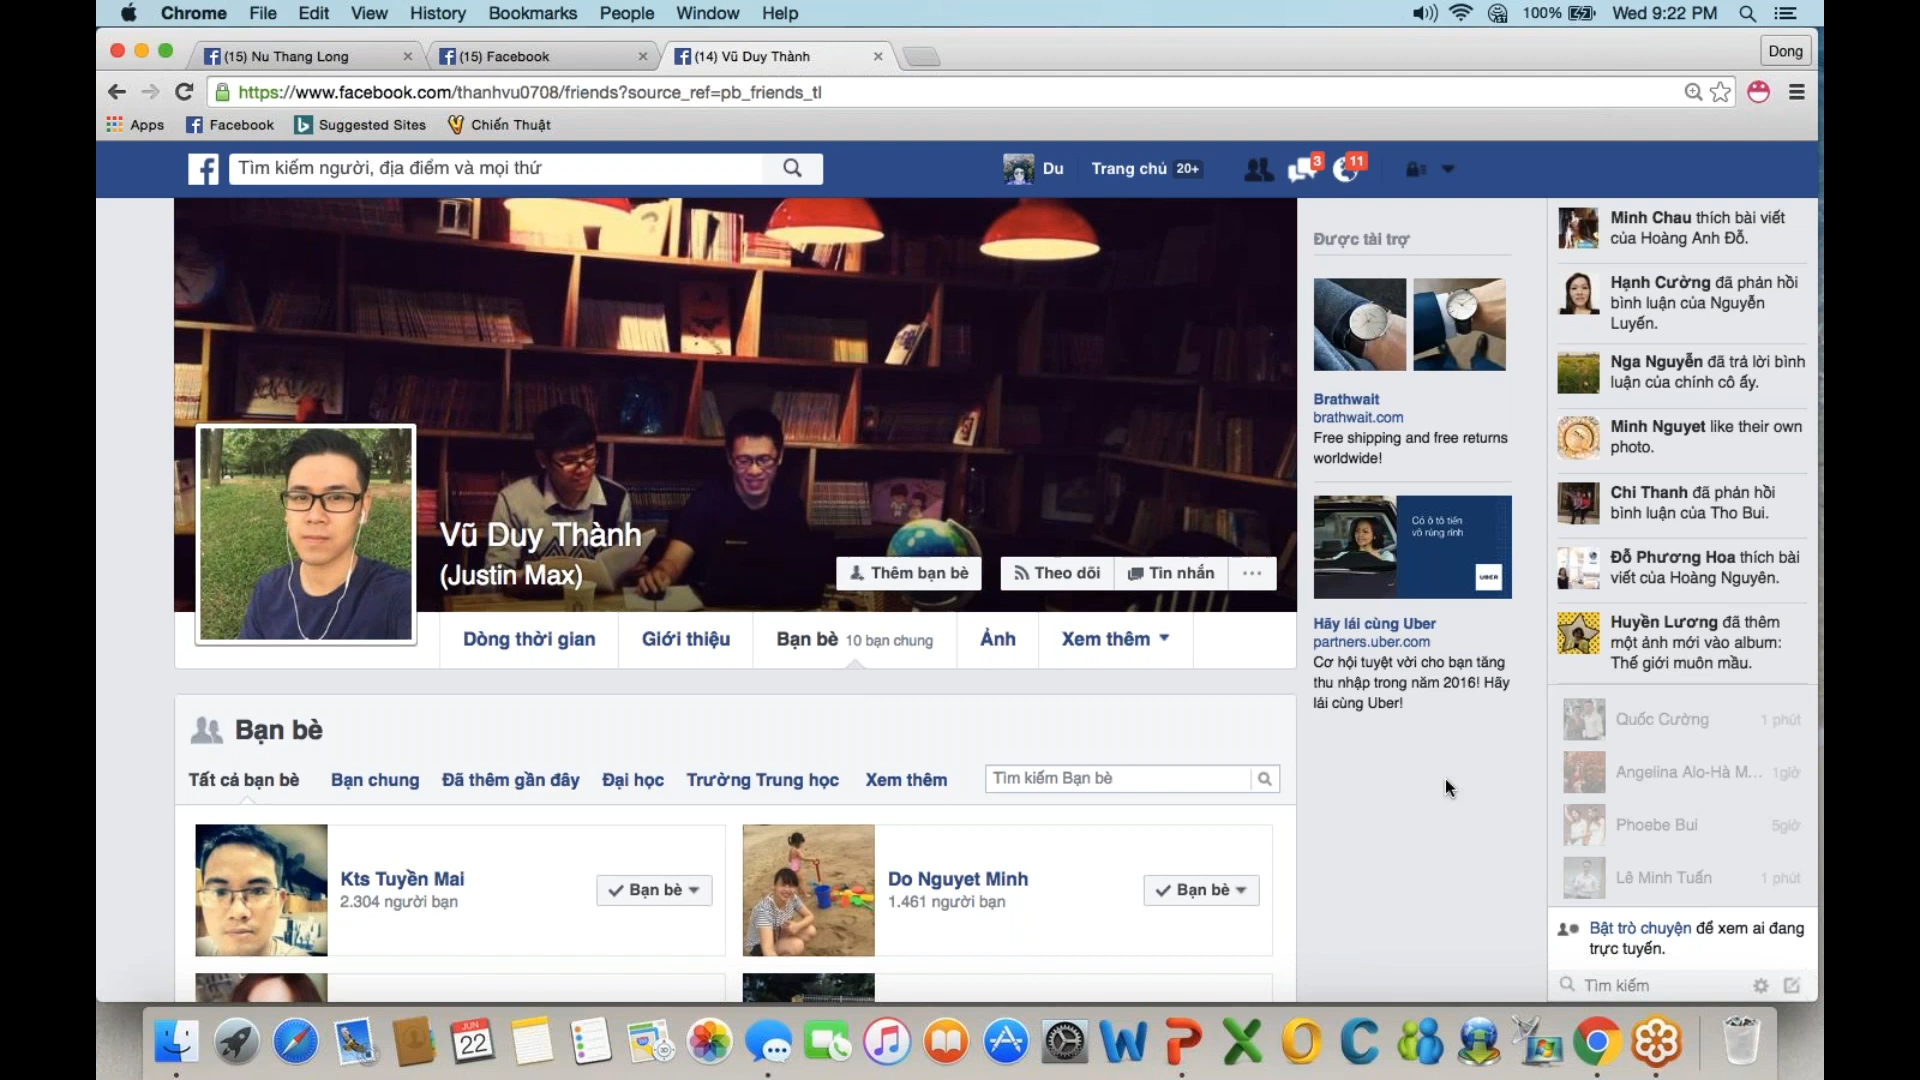 Chrome File Edit View History Bookmarks People Window Help 100% Wed 9:22 PM
(15) Nu Thang Long (15) Facebook (14) Vũ Duy Thành Dong
https://www.facebook.com/thanhvu0708/friends?source_ref=pb_friends_tl
Apps Facebook Suggested Sites Chiến Thuật
Tìm kiếm người, địa điểm và mọi thứ Du Trang chủ 20+ 3 11
Vũ Duy Thành
(Justin Max)
Thêm bạn bè Theo dõi Tin nhắn
Dòng thời gian Giới thiệu Bạn bè 10 bạn chung Ảnh Xem thêm
Bạn bè
Tất cả bạn bè Bạn chung Đã thêm gần đây Đại học Trường Trung học Xem thêm Tìm kiếm Bạn bè
Kts Tuyền Mai
2.304 người bạn
Bạn bè
Do Nguyet Minh
1.461 người bạn
Bạn bè
Được tài trợ
Brathwait
brathwait.com
Free shipping and free returns
worldwide!
Có ô tô tiền
vô rủng rỉnh
UBER
Hãy lái cùng Uber
partners.uber.com
Cơ hội tuyệt vời cho bạn tăng
thu nhập trong năm 2016! Hãy
lái cùng Uber!
Minh Chau thích bài viết
của Hoàng Anh Đỗ.
Hạnh Cường đã phản hồi
bình luận của Nguyễn
Luyến.
Nga Nguyễn đã trả lời bình
luận của chính cô ấy.
Minh Nguyet like their own
photo.
Chi Thanh đã phản hồi
bình luận của Tho Bui.
Đỗ Phương Hoa thích bài
viết của Hoàng Nguyên.
Huyền Lương đã thêm
một ảnh mới vào album:
Thế giới muôn mầu.
Quốc Cường 1 phút
Angelina Alo-Hà M... 1giờ
Phoebe Bui 5giờ
Lê Minh Tuấn 1 phút
Bật trò chuyện để xem ai đang
trực tuyến.
Tìm kiếm
JUN
22